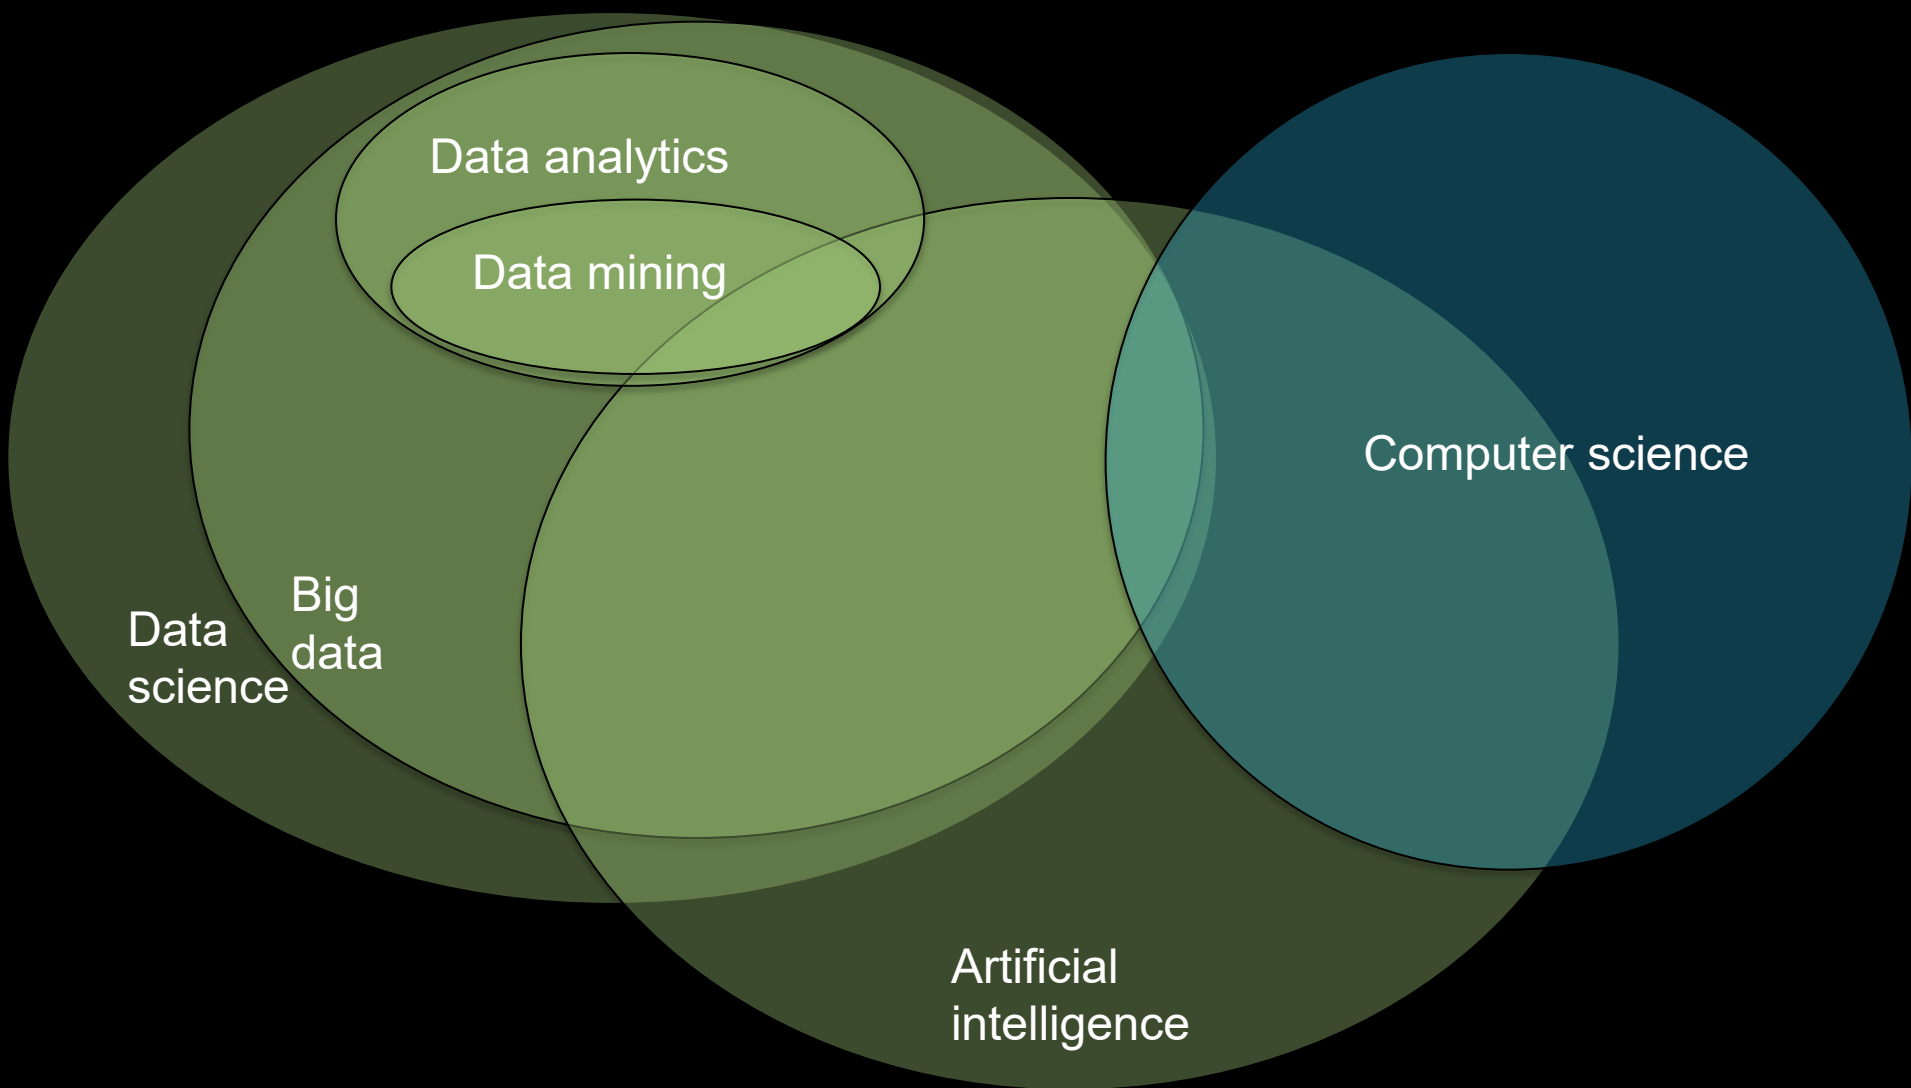 Data analytics
Data mining
Computer science
Big
data
Data
science
Artificial
intelligence